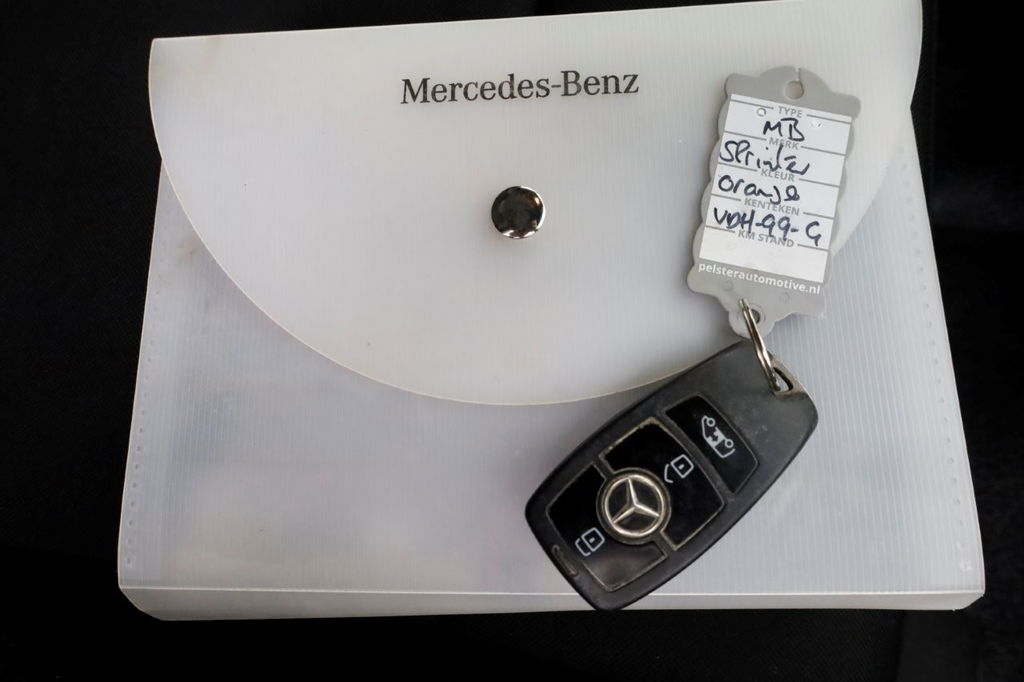 Mercedes-Benz
TYPE
MB
MERK
Sprinter
KLEUR
Oranje
KENTEKEN
VDH-99-G
KM STAND
pelsterautomotive.nl